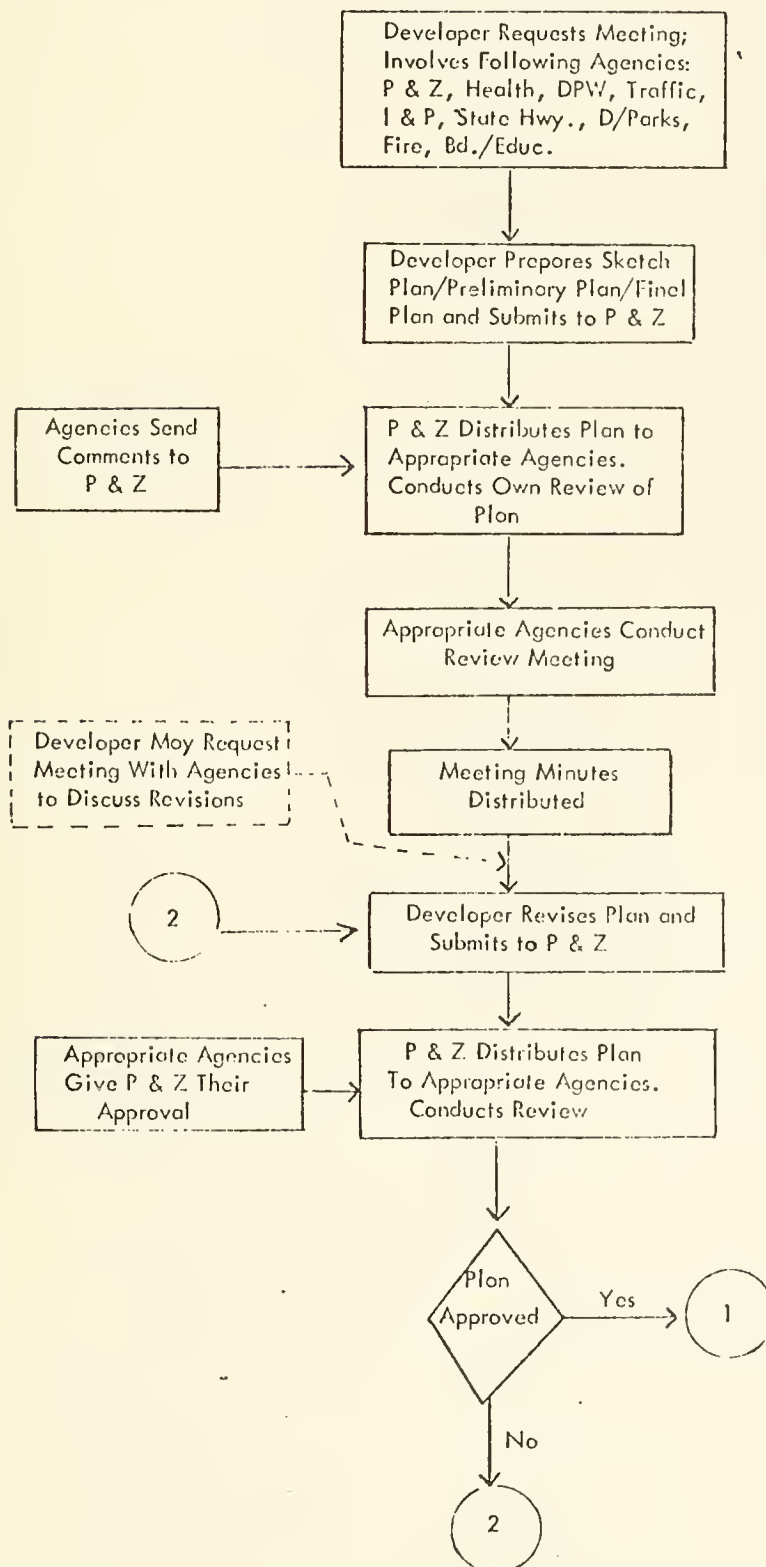 Developer Requests Meeting;
Involves Following Agencies:
P & Z, Health, DPW, Traffic,
I & P, State Hwy., D/Parks,
Fire, Bd./Educ.
Developer Prepares Sketch
Plan/Preliminary Plan/Final
Plan and Submits to P & Z
Agencies Send
Comments to
P & Z
P & Z Distributes Plan to
Appropriate Agencies.
Conducts Own Review of
Plan
Appropriate Agencies Conduct
Review Meeting
Developer May Request
Meeting With Agencies
to Discuss Revisions
Meeting Minutes
Distributed
2
Developer Revises Plan and
Submits to P & Z
Appropriate Agencies
Give P & Z Their
Approval
P & Z Distributes Plan
To Appropriate Agencies.
Conducts Review
Plan
Approved
Yes
1
No
2